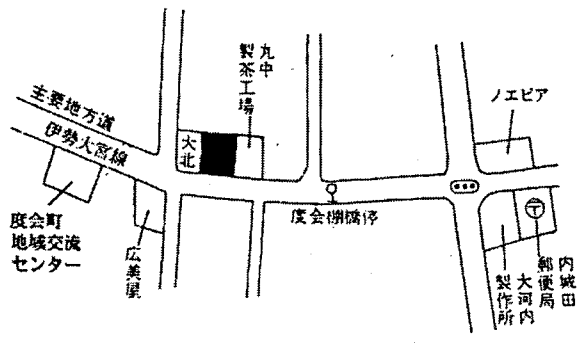 丸中
製茶工場
ノエビア
主要地方道
伊勢大宮線
大北
度会町
地域交流
センター
広美屋
度会棚橋停
〒
内城田
郵便局
大河内
製作所